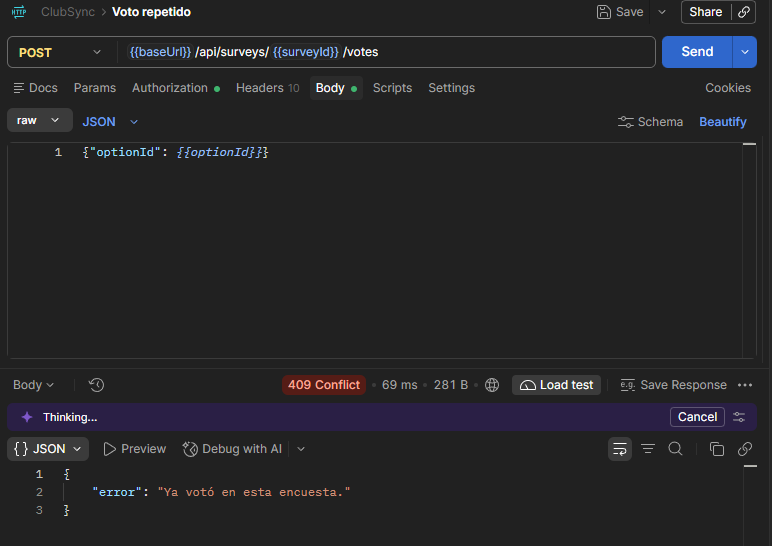 HTTP ClubSync > Voto repetido Save Share
POST {{baseUrl}} /api/surveys/ {{surveyId}} /votes Send
Docs Params Authorization Headers 10 Body Scripts Settings Cookies
raw JSON Schema Beautify
1 {"optionId": {{optionId}}}
Body 409 Conflict • 69 ms • 281 B • Load test e.g. Save Response
Thinking... Cancel
{ } JSON Preview Debug with AI
1 {
2 "error": "Ya votó en esta encuesta."
3 }